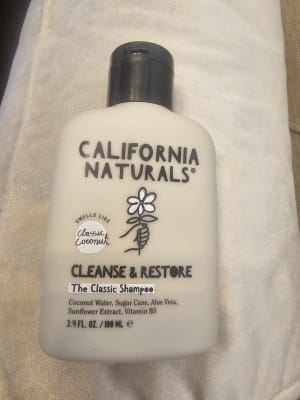 CALIFORNIA
NATURALS®
SMELLS LIKE
Classic
Coconut
CLEANSE & RESTORE
The Classic Shampoo
Coconut Water, Sugar Cane, Aloe Vera,
Sunflower Extract, Vitamin B5
3.4 FL. OZ. / 100 ML ℮